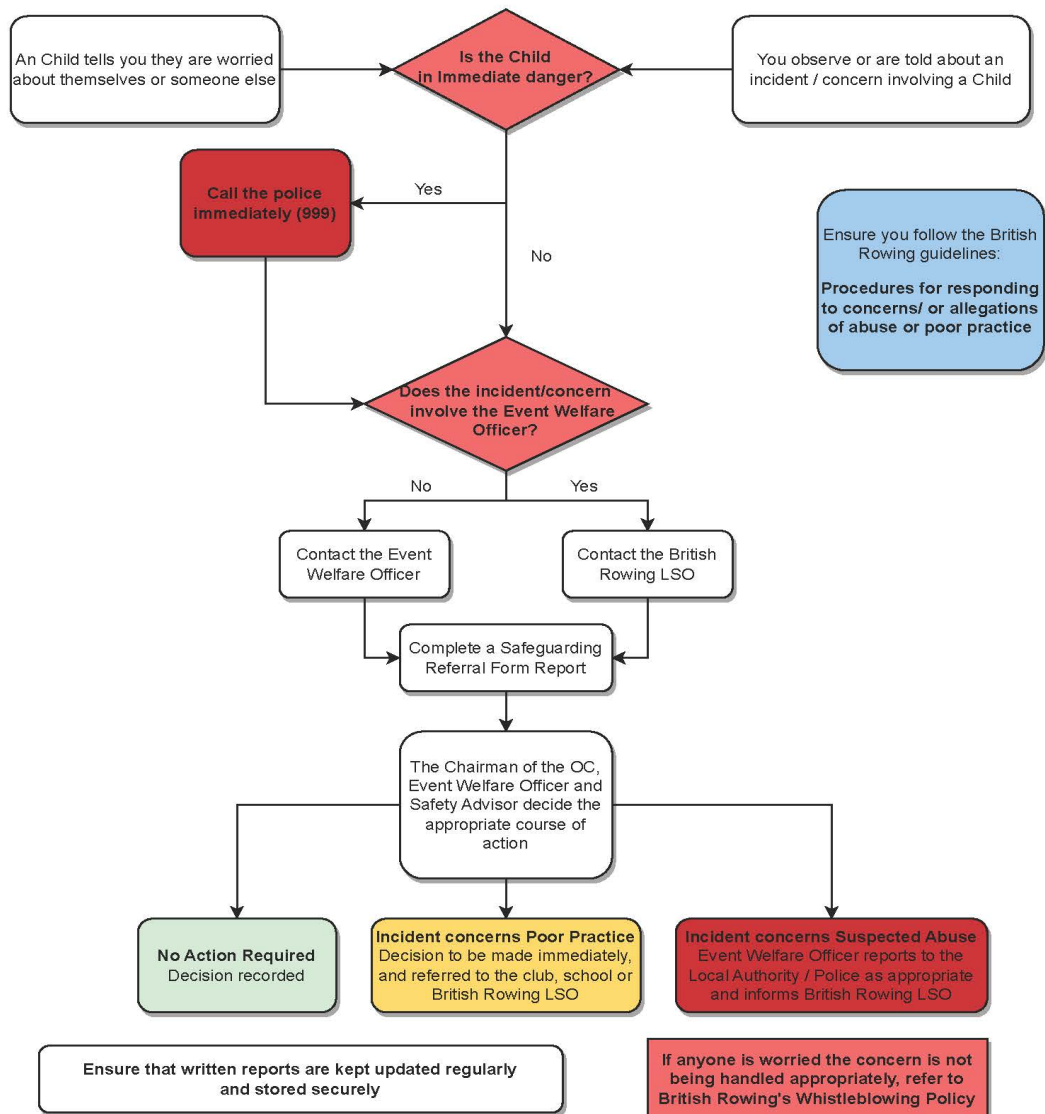 An Child tells you they are worried
about themselves or someone else
Is the Child
in Immediate danger?
You observe or are told about an
incident / concern involving a Child
Call the police
immediately (999)
Yes
No
Ensure you follow the British
Rowing guidelines:
Procedures for responding
to concerns/ or allegations
of abuse or poor practice
Does the incident/concern
involve the Event Welfare
Officer?
No
Yes
Contact the Event
Welfare Officer
Contact the British
Rowing LSO
Complete a Safeguarding
Referral Form Report
The Chairman of the OC,
Event Welfare Officer and
Safety Advisor decide the
appropriate course of
action
No Action Required
Decision recorded
Incident concerns Poor Practice
Decision to be made immediately,
and referred to the club, school or
British Rowing LSO
Incident concerns Suspected Abuse
Event Welfare Officer reports to the
Local Authority / Police as appropriate
and informs British Rowing LSO
Ensure that written reports are kept updated regularly
and stored securely
If anyone is worried the concern is not
being handled appropriately, refer to
British Rowing's Whistleblowing Policy